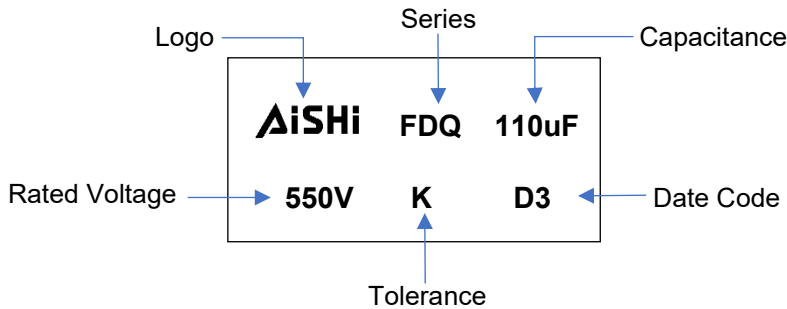 Series
Logo
Capacitance
AiSHi FDQ 110uF
Rated Voltage
550V K D3
Date Code
Tolerance